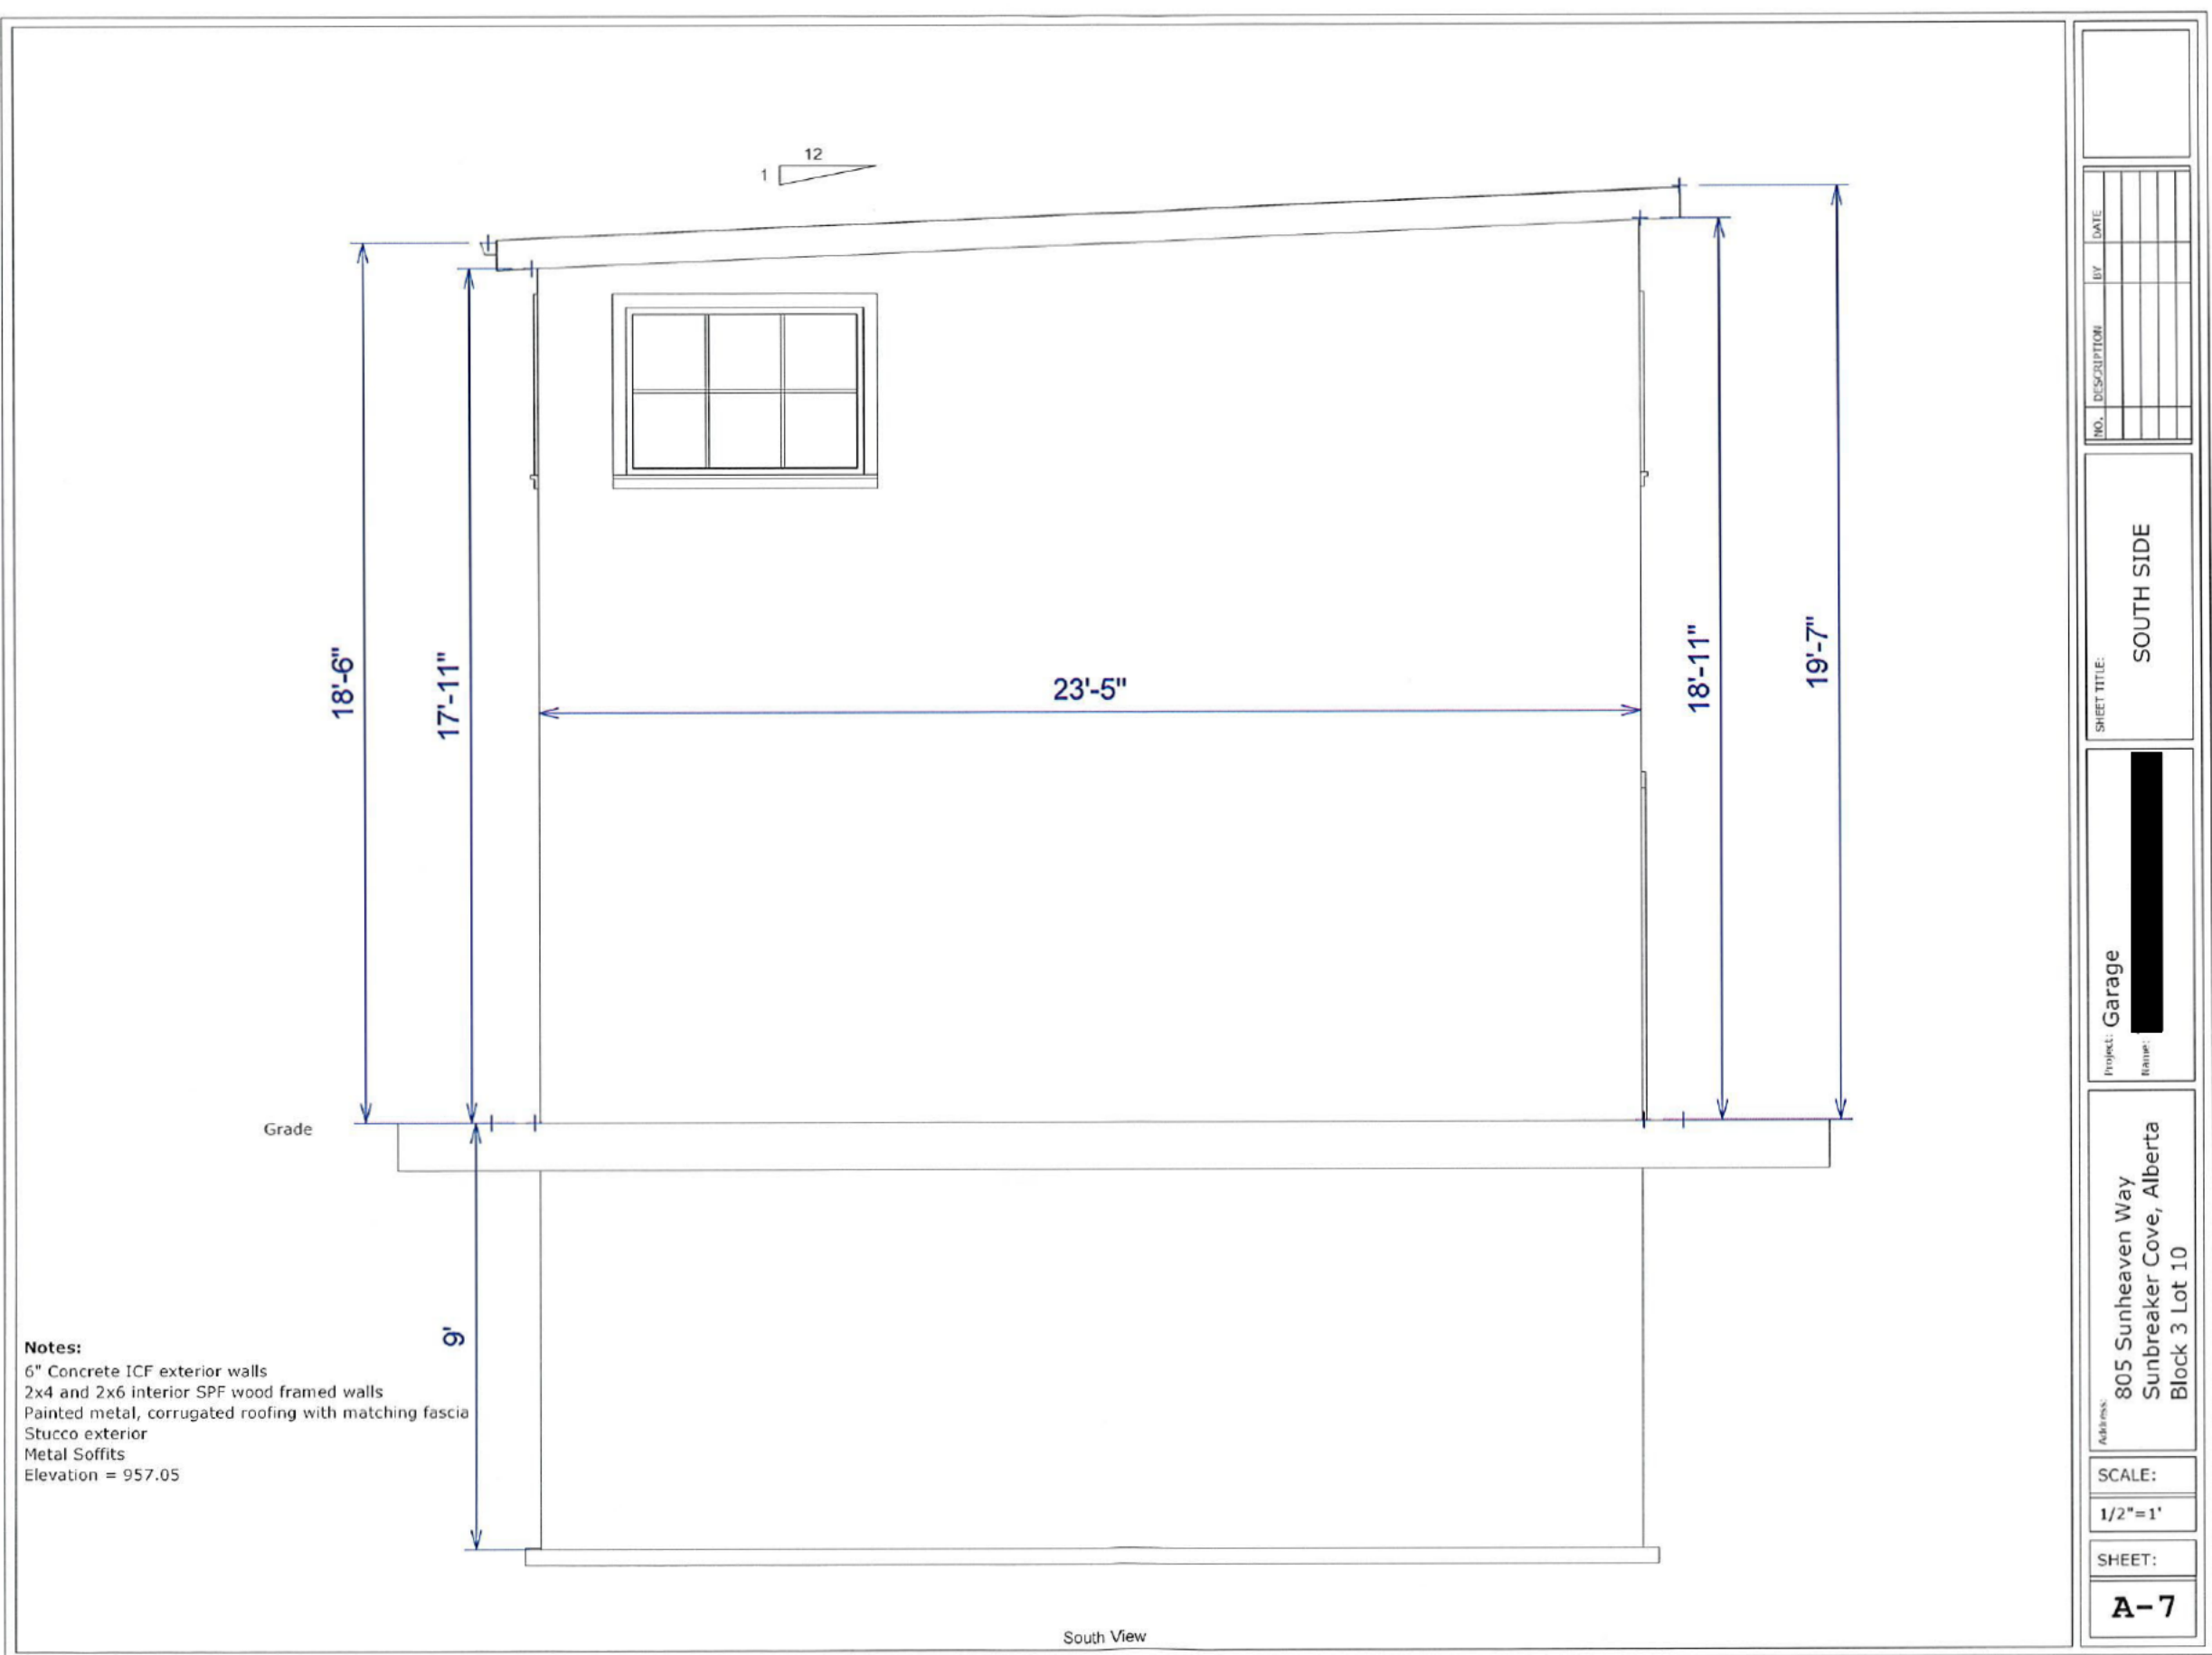 12
1
18'-6"
17'-11"
23'-5"
18'-11"
19'-7"
Grade
9'
Notes:
6" Concrete ICF exterior walls
2x4 and 2x6 interior SPF wood framed walls
Painted metal, corrugated roofing with matching fascia
Stucco exterior
Metal Soffits
Elevation = 957.05
South View
NO. DESCRIPTION BY DATE
SHEET TITLE:
SOUTH SIDE
Project: Garage
Name:
Address:
805 Sunheaven Way
Sunbreaker Cove, Alberta
Block 3 Lot 10
SCALE:
1/2"=1'
SHEET:
A-7